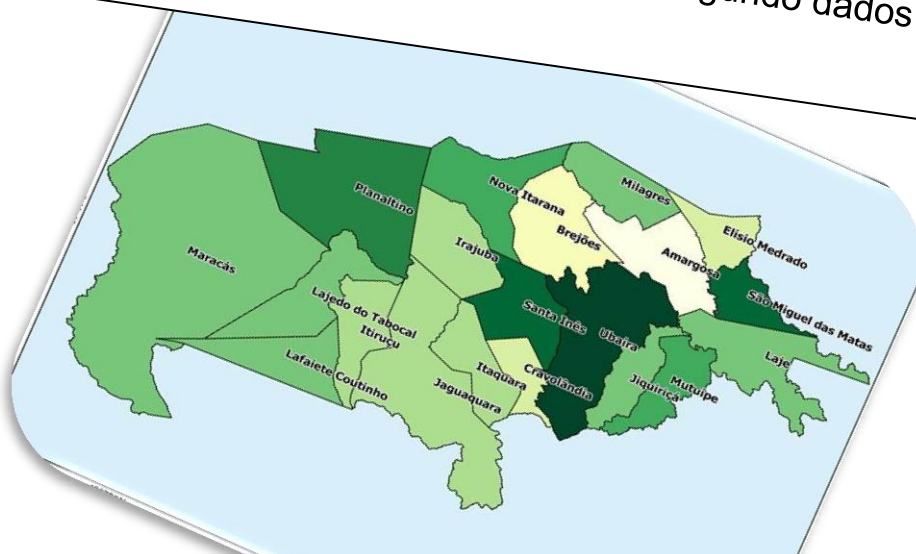 dados
Planaltino
Nova Itarana
Milagres
Maracás
Irajuba
Brejões
Amargosa
Elísio Medrado
Lajedo do Tabocal
Itiruçu
Santa Inês
Ubaíra
São Miguel das Matas
Lafaiete Coutinho
Jaguaquara
Itaquara
Cravolândia
Jiquiriçá
Mutuípe
Laje